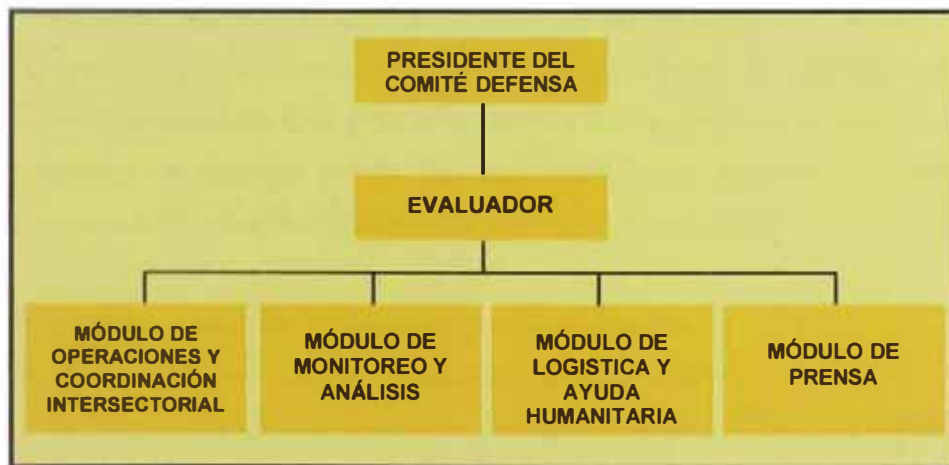 PRESIDENTE DEL
COMITÉ DEFENSA
EVALUADOR
MÓDULO DE
OPERACIONES Y
COORDINACIÓN
INTERSECTORIAL
MÓDULO DE
MONITOREO Y
ANÁLISIS
MÓDULO DE
LOGISTICA Y
AYUDA
HUMANITARIA
MÓDULO DE
PRENSA